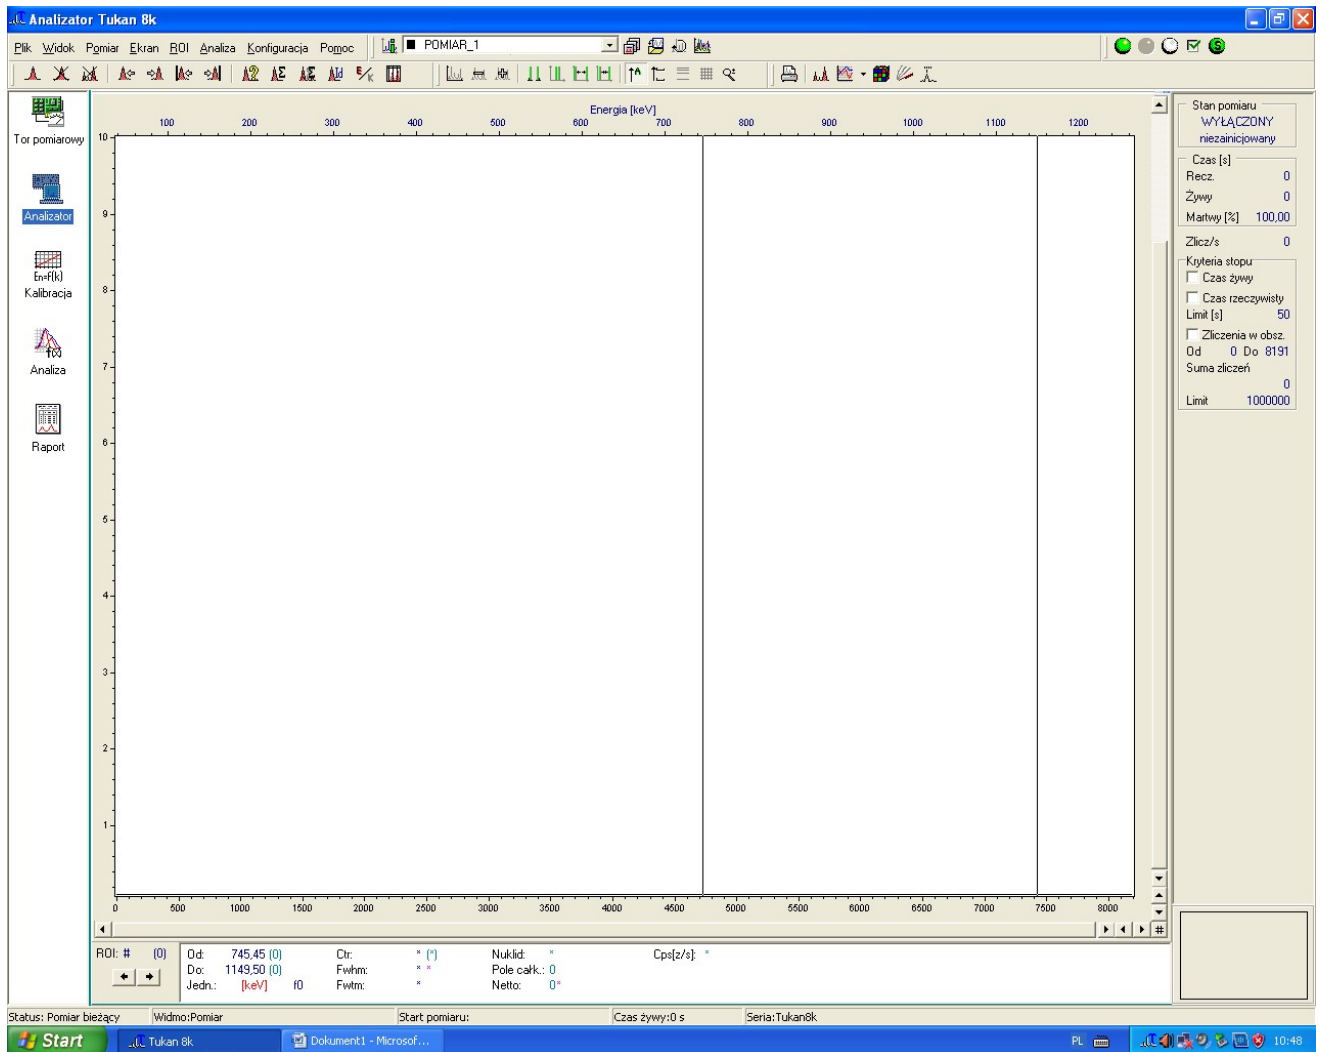 Analizator Tukan 8k
Plik Widok Pomiar Ekran ROI Analiza Konfiguracja Pomoc
POMIAR_1
Tor pomiarowy
Analizator
En=f(k)
Kalibracja
f(x)
Analiza
Raport
Energia [keV]
100 200 300 400 500 600 700 800 900 1000 1100 1200
10
9
8
7
6
5
4
3
2
1
0 500 1000 1500 2000 2500 3000 3500 4000 4500 5000 5500 6000 6500 7000 7500 8000
Stan pomiaru
WYŁĄCZONY
niezainicjowany
Czas [s]
Recz. 0
Żywy 0
Martwy [%] 100,00
Zlicz/s 0
Kryteria stopu
Czas żywy
Czas rzeczywisty
Limit [s] 50
Zliczenia w obsz.
Od 0 Do 8191
Suma zliczeń
0
Limit 1000000
ROI: # (0)
Od: 745,45 (0) Ctr: * (*) Nuklid: * Cps[z/s]: *
Do: 1149,50 (0) Fwhm: * * Pole całk.: 0
Jedn.: [keV] f0 Fwtm: * Netto: 0*
Status: Pomiar bieżący Widmo:Pomiar Start pomiaru: Czas żywy:0 s Seria:Tukan8k
Start Tukan 8k Dokument1 - Microsof... PL 10:48